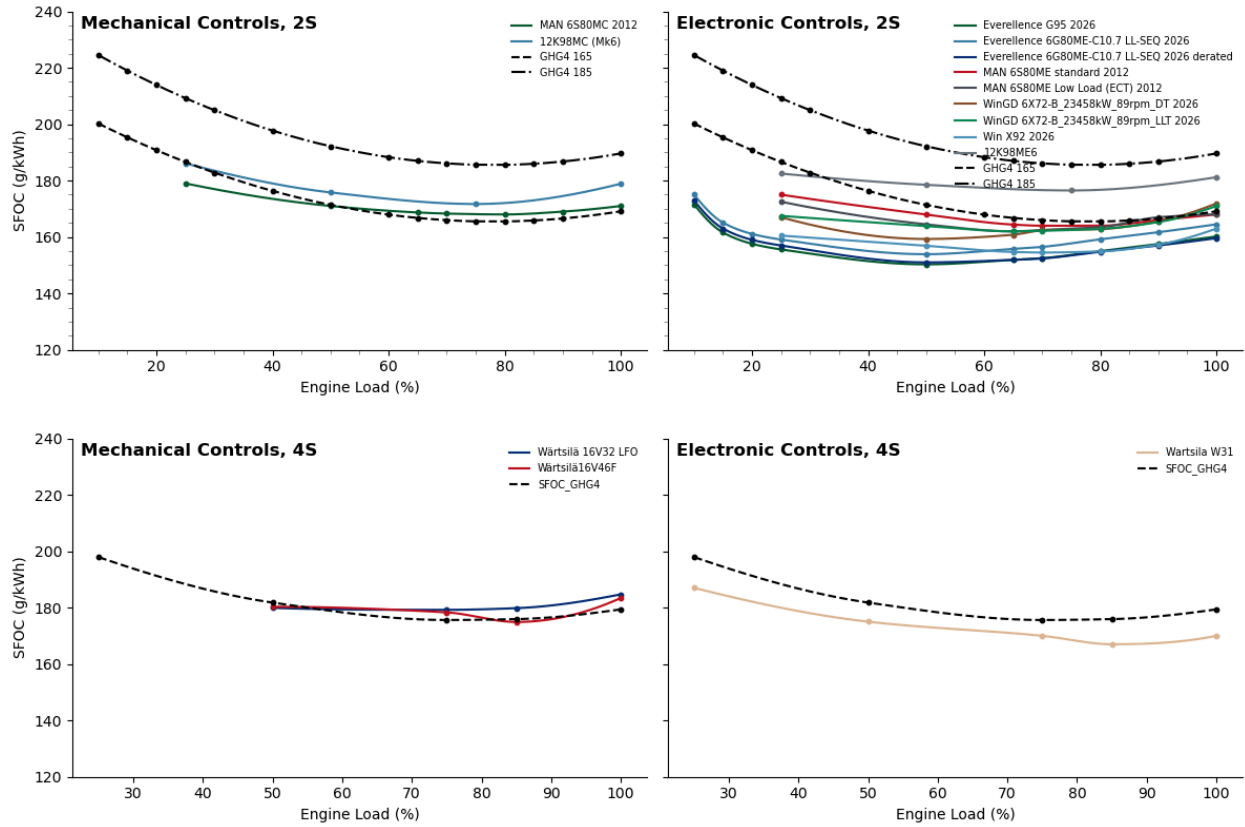 Mechanical Controls, 2S
MAN 6S80MC 2012
12K98MC (Mk6)
GHG4 165
GHG4 185
240
220
200
180
160
140
120
SFOC (g/kWh)
20
40
60
80
100
Engine Load (%)
Electronic Controls, 2S
Everellence G95 2026
Everellence 6G80ME-C10.7 LL-SEQ 2026
Everellence 6G80ME-C10.7 LL-SEQ 2026 derated
MAN 6S80ME standard 2012
MAN 6S80ME Low Load (ECT) 2012
WinGD 6X72-B_23458kW_89rpm_DT 2026
WinGD 6X72-B_23458kW_89rpm_LLT 2026
Win X92 2026
12K98ME6
GHG4 165
GHG4 185
20
40
60
80
100
Engine Load (%)
Mechanical Controls, 4S
Wärtsilä 16V32 LFO
Wärtsilä16V46F
SFOC_GHG4
240
220
200
180
160
140
120
SFOC (g/kWh)
30
40
50
60
70
80
90
100
Engine Load (%)
Electronic Controls, 4S
Wartsila W31
SFOC_GHG4
30
40
50
60
70
80
90
100
Engine Load (%)